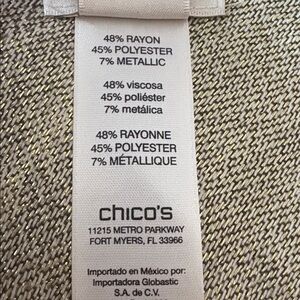 48% RAYON
45% POLYESTER
7% METALLIC
48% viscosa
45% poliéster
7% metálica
48% RAYONNE
45% POLYESTER
7% MÉTALLIQUE
chico's
11215 METRO PARKWAY
FORT MYERS, FL 33966
Importado en México por:
Importadora Globastic
S.A. de C.V.